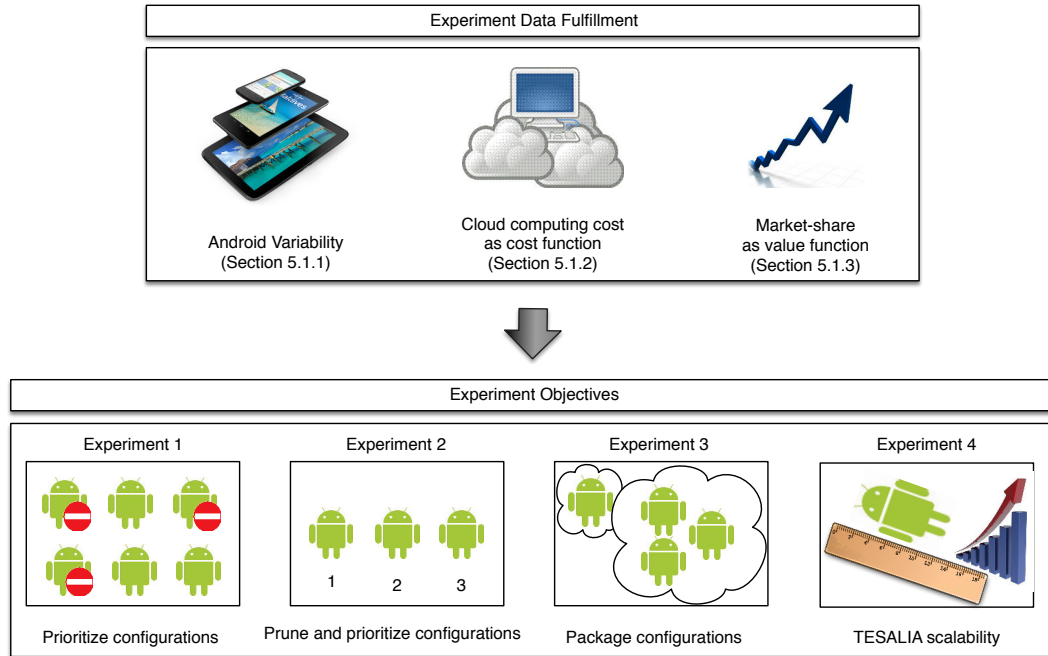 Experiment Data Fulfillment
Android Variability
(Section 5.1.1)
Cloud computing cost
as cost function
(Section 5.1.2)
Market-share
as value function
(Section 5.1.3)
Experiment Objectives
Experiment 1
Prioritize configurations
Experiment 2
1 2 3
Prune and prioritize configurations
Experiment 3
Package configurations
Experiment 4
TESALIA scalability